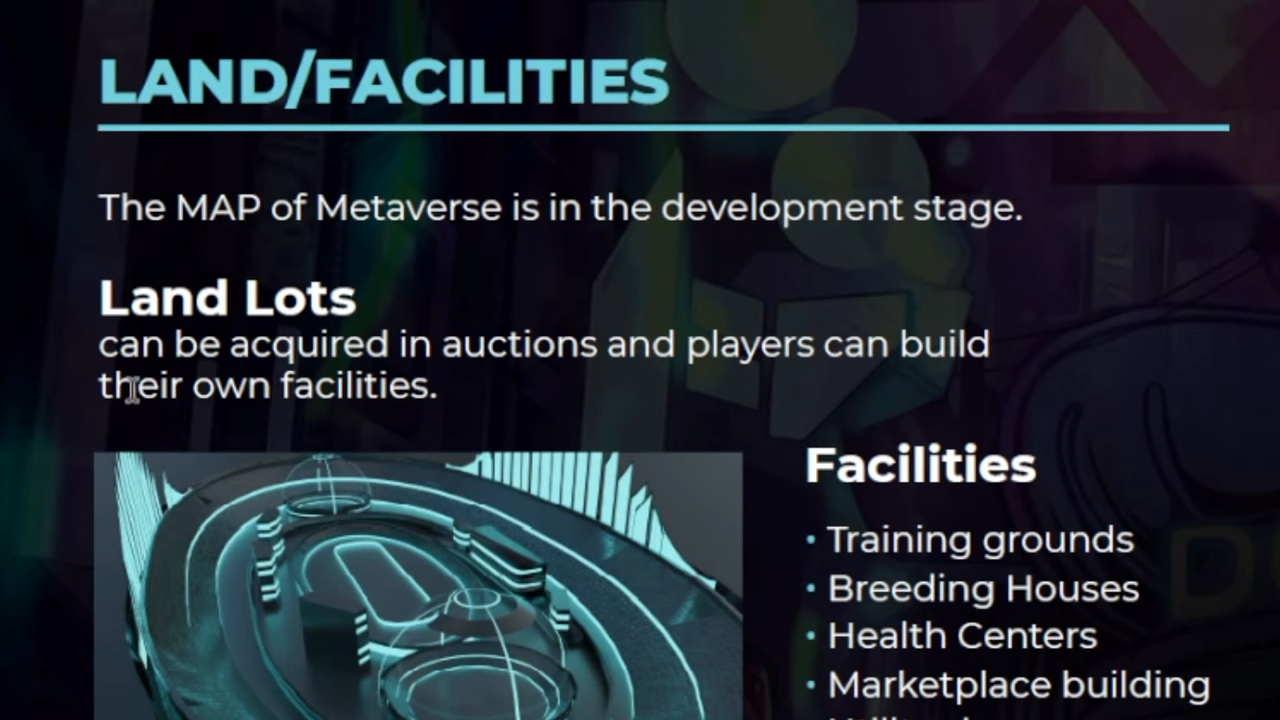 LAND/FACILITIES
The MAP of Metaverse is in the development stage.
Land Lots
can be acquired in auctions and players can build
their own facilities.
Facilities
• Training grounds
• Breeding Houses
• Health Centers
• Marketplace building